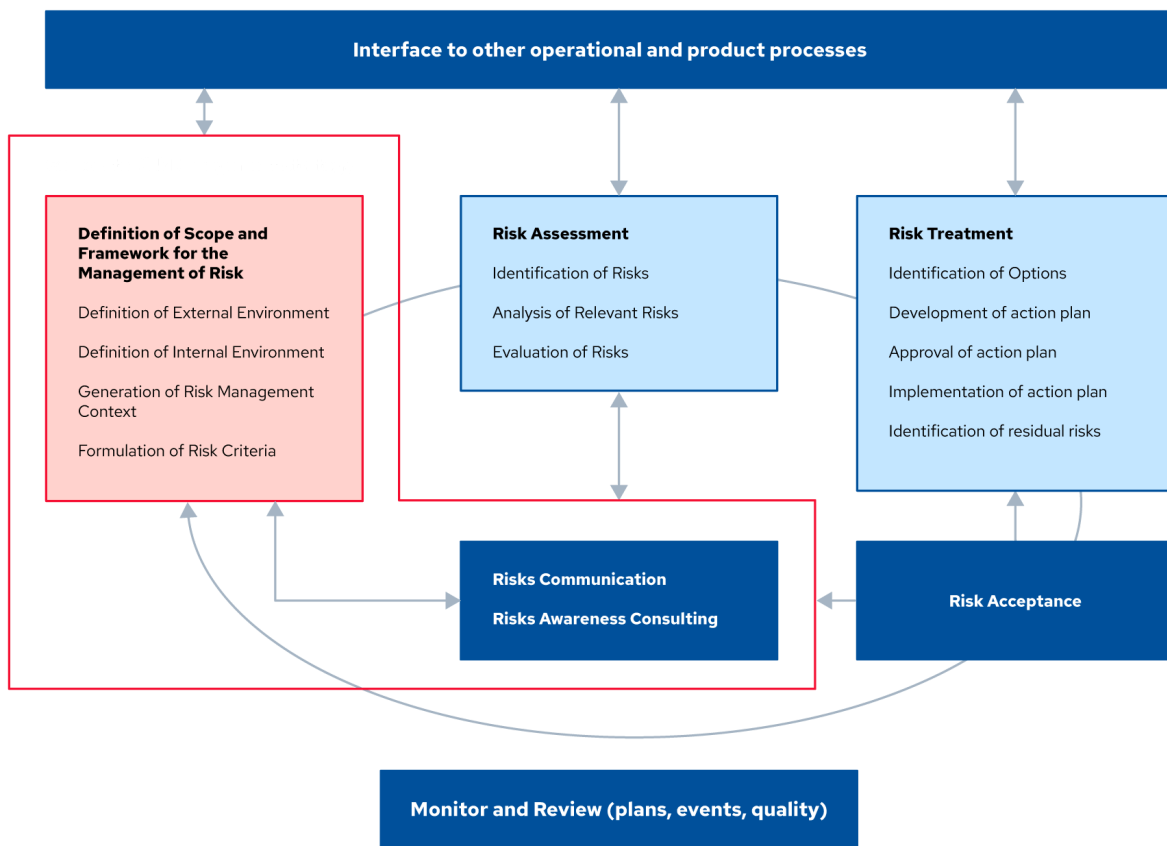 Interface to other operational and product processes
Definition of Scope and
Framework for the
Management of Risk
Definition of External Environment
Definition of Internal Environment
Generation of Risk Management
Context
Formulation of Risk Criteria
Risk Assessment
Identification of Risks
Analysis of Relevant Risks
Evaluation of Risks
Risk Treatment
Identification of Options
Development of action plan
Approval of action plan
Implementation of action plan
Identification of residual risks
Risks Communication
Risks Awareness Consulting
Risk Acceptance
Monitor and Review (plans, events, quality)